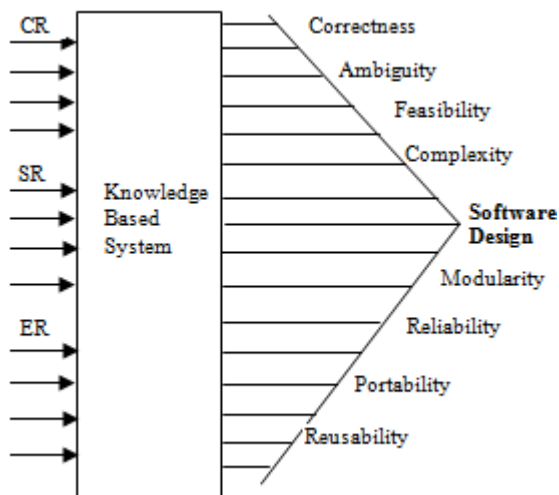 CR
SR
ER
Knowledge
Based
System
Correctness
Ambiguity
Feasibility
Complexity
Software
Design
Modularity
Reliability
Portability
Reusability